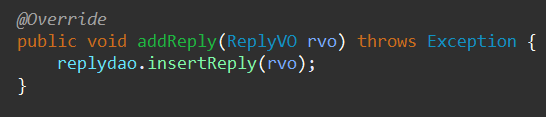 @Override
public void addReply(ReplyVO rvo) throws Exception {
    replydao.insertReply(rvo);
}